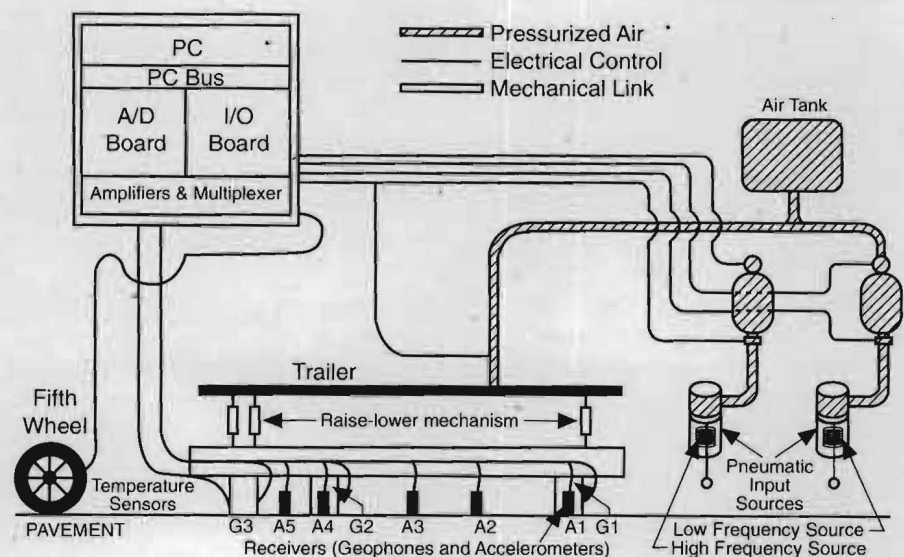 PC
PC Bus
A/D
Board
I/O
Board
Amplifiers & Multiplexer
Pressurized Air
Electrical Control
Mechanical Link
Air Tank
Trailer
Raise-lower mechanism
Fifth
Wheel
Temperature
Sensors
Pneumatic
Input
Sources
PAVEMENT
G3 A5 A4 G2 A3 A2 A1 G1
Receivers (Geophones and Accelerometers)
Low Frequency Source
High Frequency Source